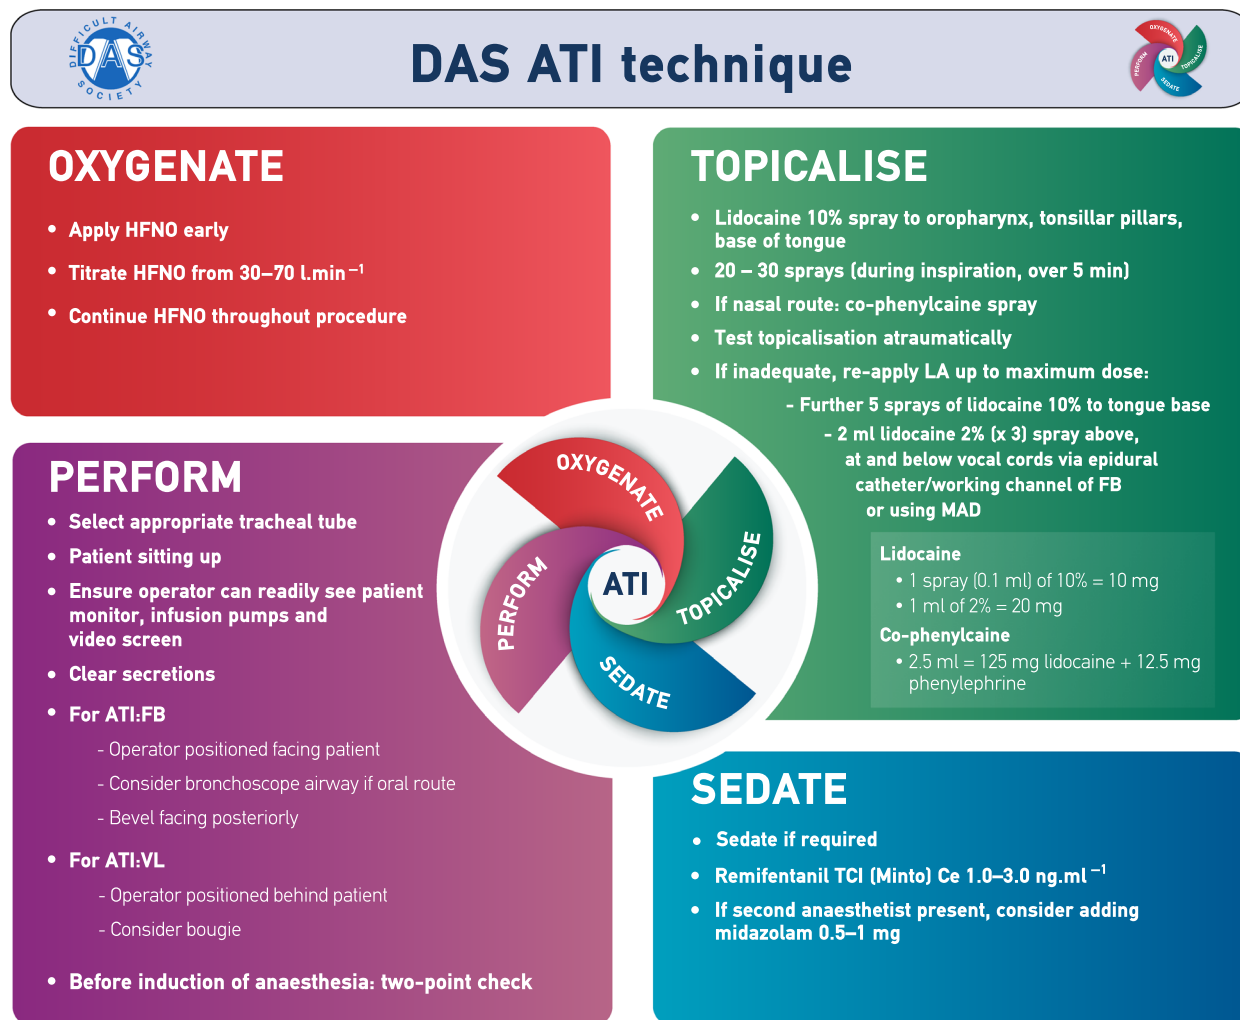 DIFFICULT AIRWAY
DAS
SOCIETY
DAS ATI technique
OXYGENATE
TOPICALISE
SEDATE
PERFORM
ATI
OXYGENATE
• Apply HFNO early
• Titrate HFNO from 30–70 l.min⁻¹
• Continue HFNO throughout procedure
TOPICALISE
• Lidocaine 10% spray to oropharynx, tonsillar pillars,
base of tongue
• 20 – 30 sprays (during inspiration, over 5 min)
• If nasal route: co-phenylcaine spray
• Test topicalisation atraumatically
• If inadequate, re-apply LA up to maximum dose:
- Further 5 sprays of lidocaine 10% to tongue base
- 2 ml lidocaine 2% (x 3) spray above,
at and below vocal cords via epidural
catheter/working channel of FB
or using MAD
Lidocaine
• 1 spray (0.1 ml) of 10% = 10 mg
• 1 ml of 2% = 20 mg
Co-phenylcaine
• 2.5 ml = 125 mg lidocaine + 12.5 mg
phenylephrine
PERFORM
• Select appropriate tracheal tube
• Patient sitting up
• Ensure operator can readily see patient
monitor, infusion pumps and
video screen
• Clear secretions
• For ATI:FB
- Operator positioned facing patient
- Consider bronchoscope airway if oral route
- Bevel facing posteriorly
• For ATI:VL
- Operator positioned behind patient
- Consider bougie
• Before induction of anaesthesia: two-point check
OXYGENATE
TOPICALISE
SEDATE
PERFORM
ATI
SEDATE
• Sedate if required
• Remifentanil TCI (Minto) Ce 1.0–3.0 ng.ml⁻¹
• If second anaesthetist present, consider adding
midazolam 0.5–1 mg